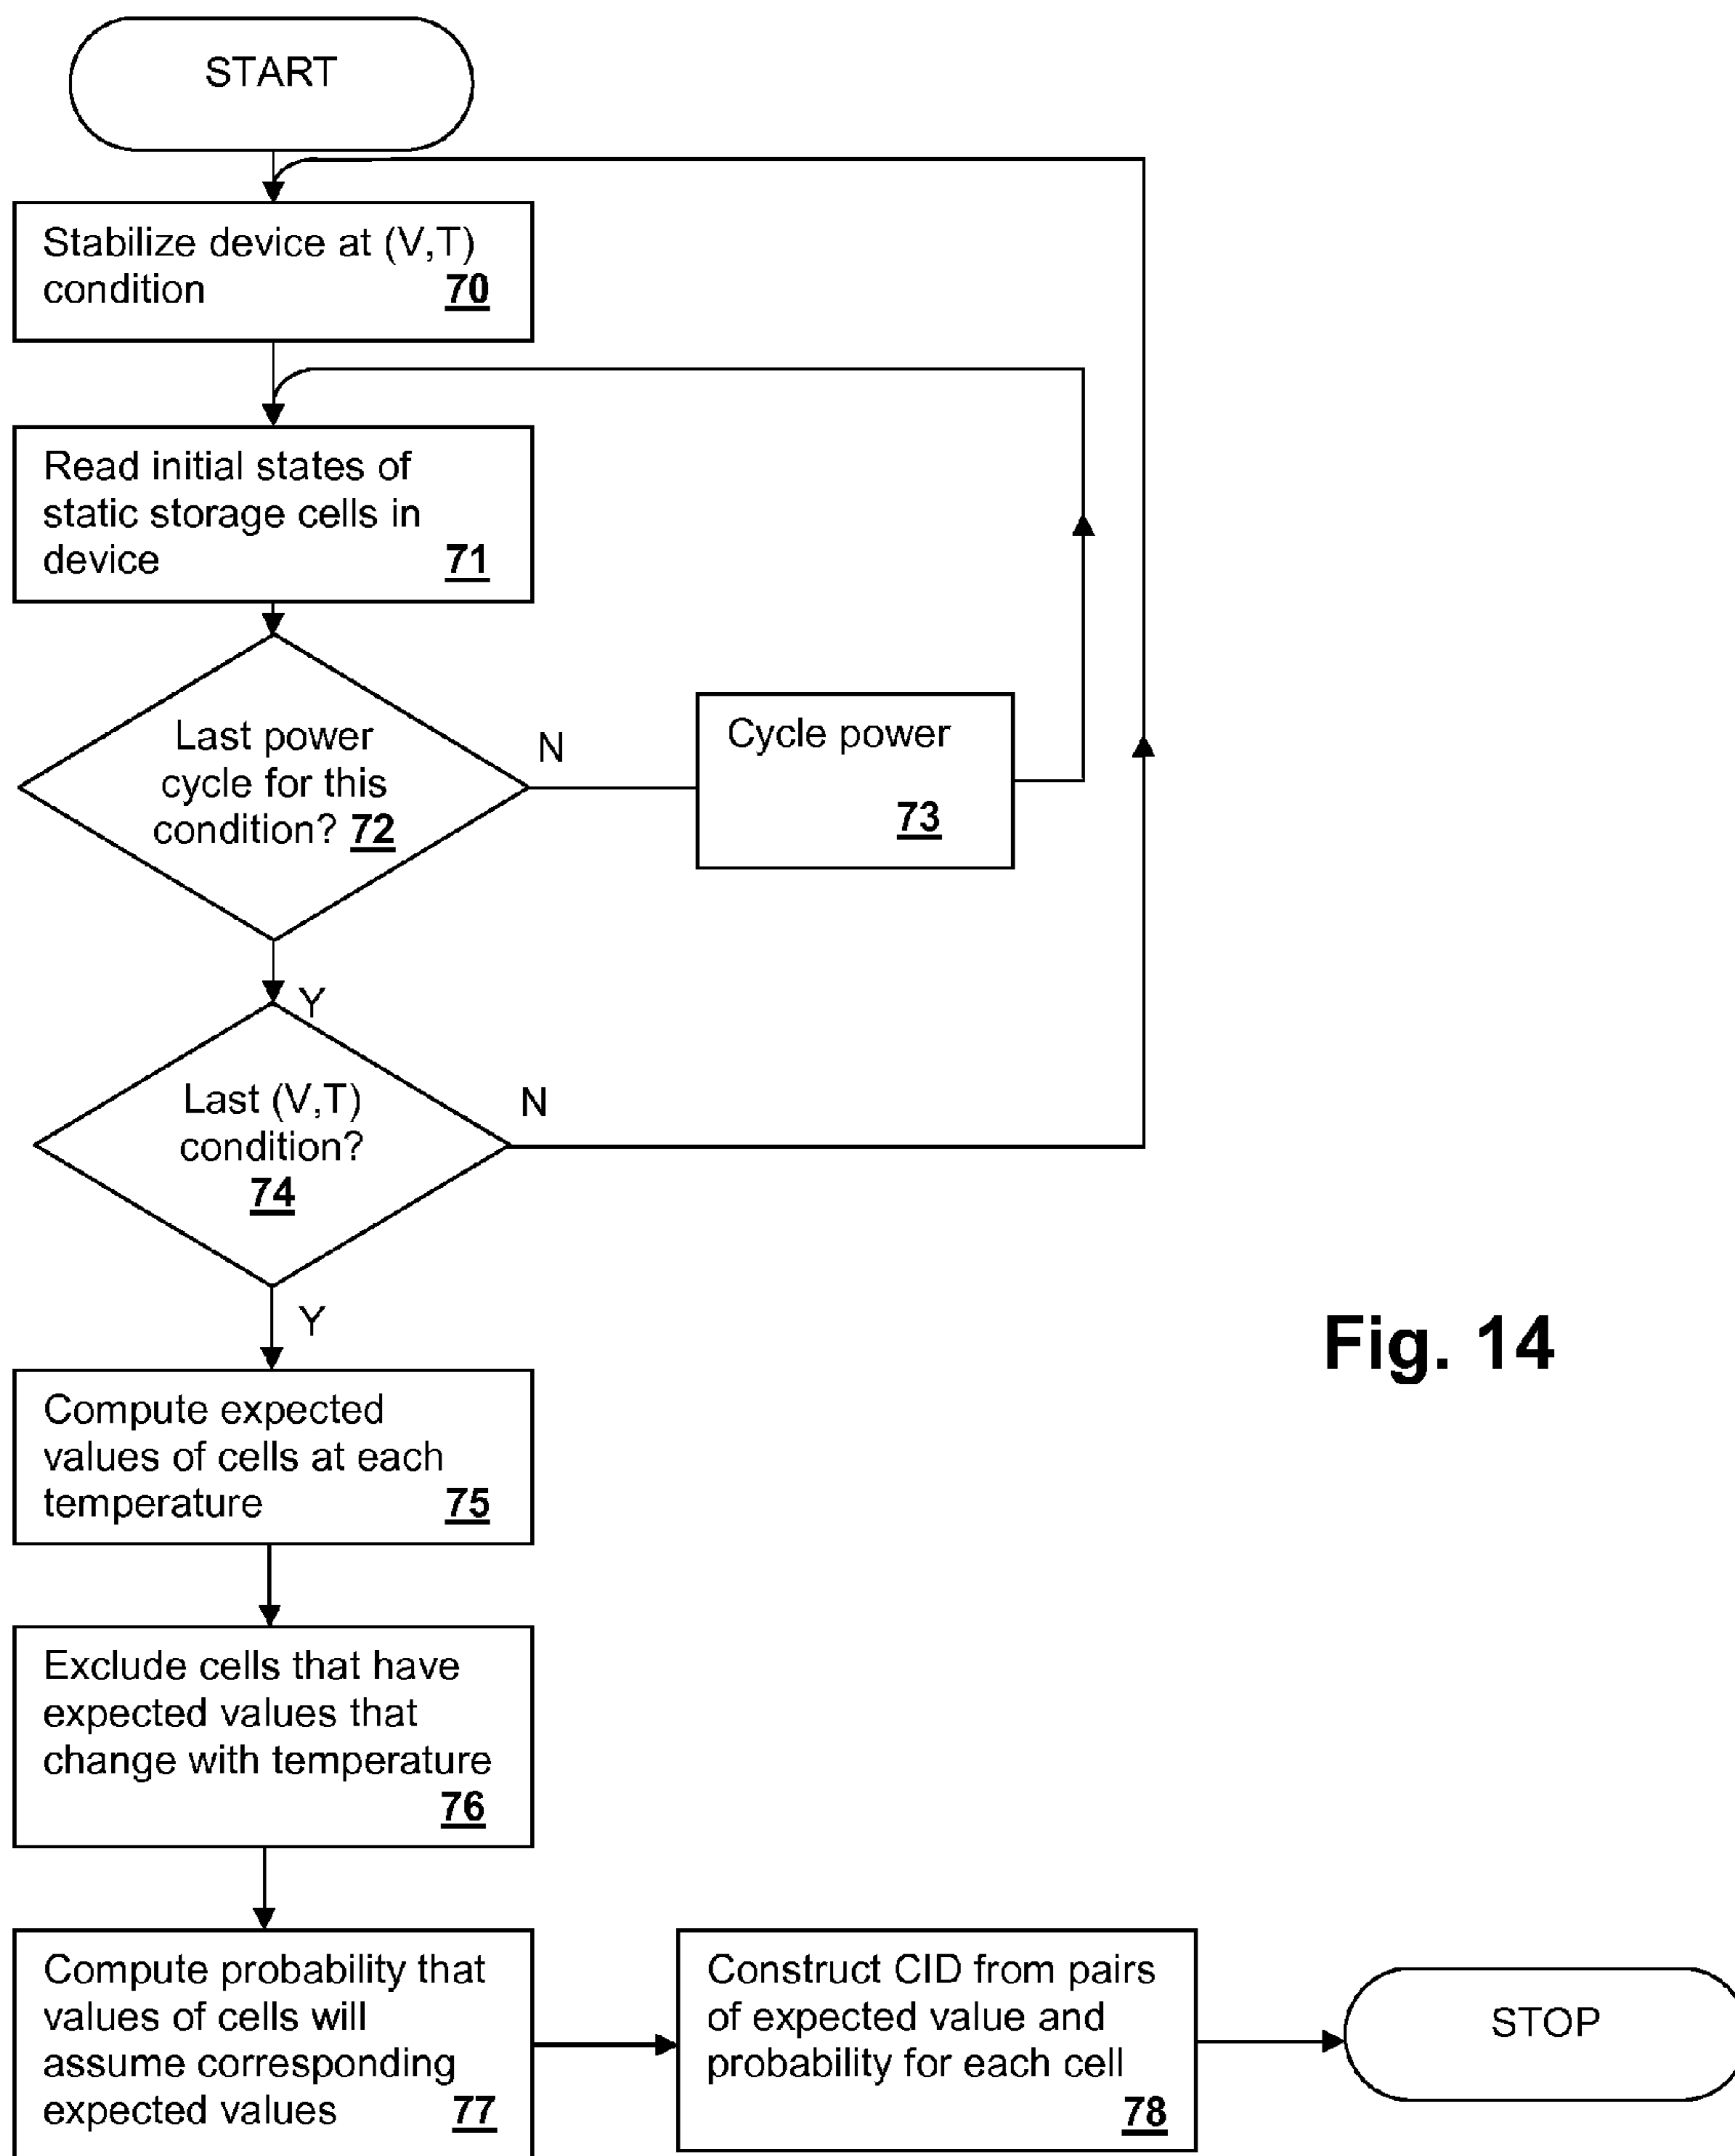 START
Stabilize device at (V,T)
condition 70
Read initial states of
static storage cells in
device 71
Last power
cycle for this
condition? 72
N
Cycle power
73
Y
Last (V,T)
condition?
74
N
Y
Compute expected
values of cells at each
temperature 75
Fig. 14
Exclude cells that have
expected values that
change with temperature
76
Compute probability that
values of cells will
assume corresponding
expected values 77
Construct CID from pairs
of expected value and
probability for each cell
78
STOP